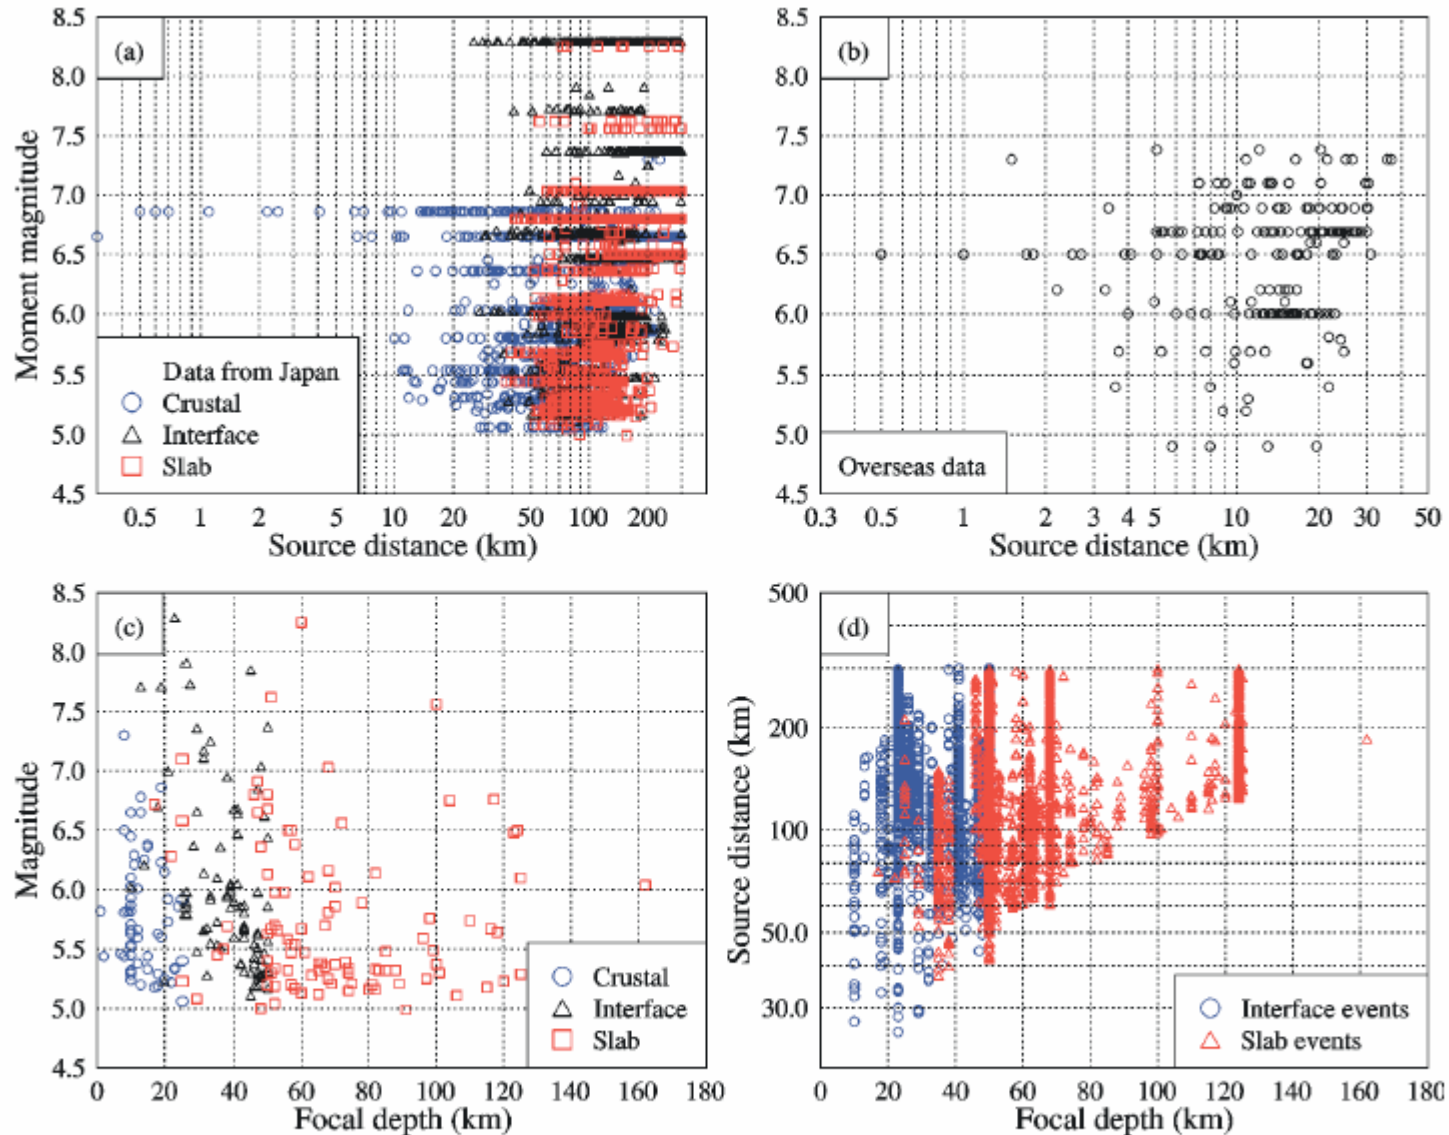 (a)
8.5
8.0
7.5
7.0
6.5
6.0
5.5
5.0
4.5
Moment magnitude
Data from Japan
Crustal
Interface
Slab
0.5 1 2 5 10 20 50 100 200
Source distance (km)
(b)
8.5
8.0
7.5
7.0
6.5
6.0
5.5
5.0
4.5
Overseas data
0.3 0.5 1 2 3 4 5 10 20 30 50
Source distance (km)
(c)
8.5
8.0
7.5
7.0
6.5
6.0
5.5
5.0
4.5
Magnitude
Crustal
Interface
Slab
0 20 40 60 80 100 120 140 160 180
Focal depth (km)
(d)
500
200
100
50.0
30.0
Source distance (km)
Interface events
Slab events
0 20 40 60 80 100 120 140 160 180
Focal depth (km)